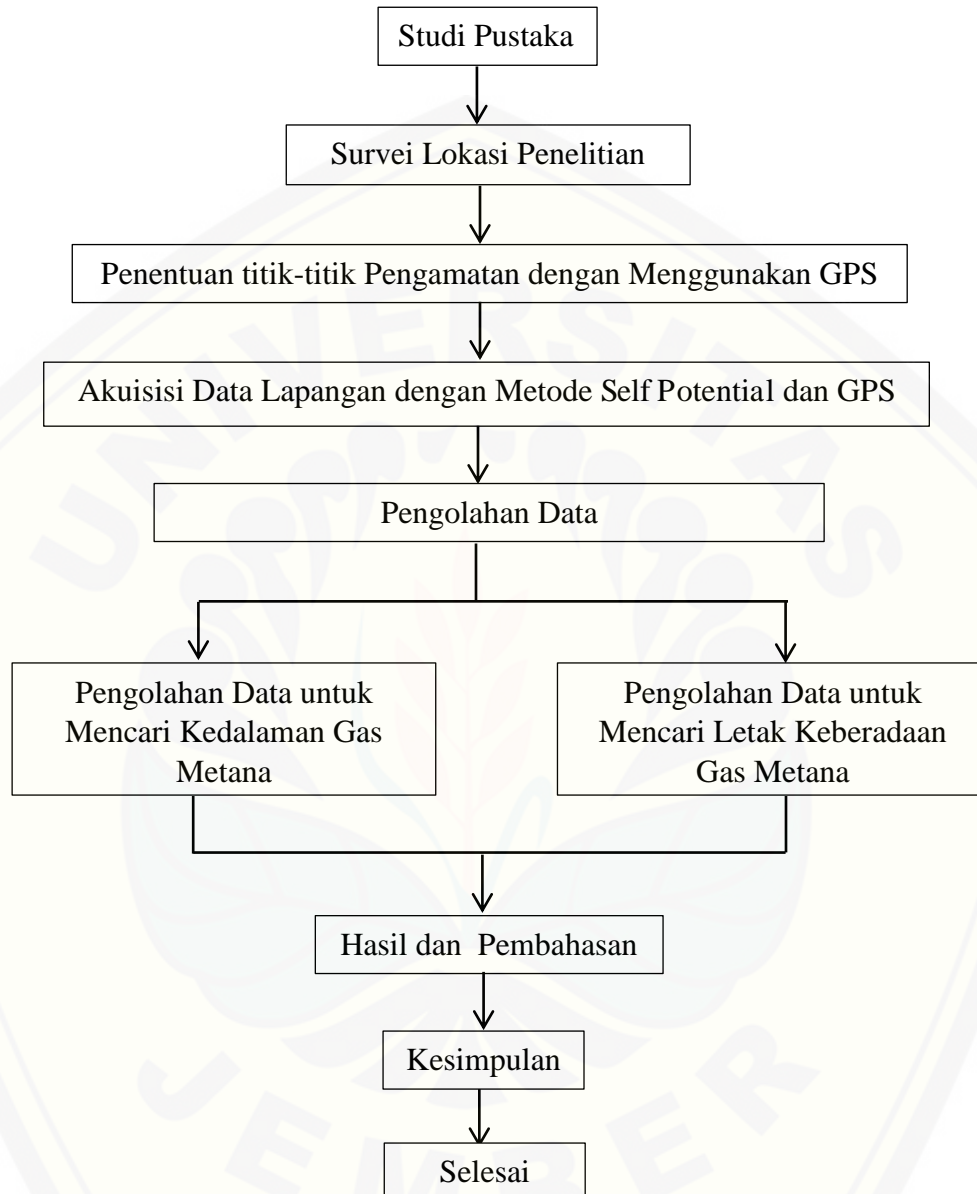 Studi Pustaka
Survei Lokasi Penelitian
Penentuan titik-titik Pengamatan dengan Menggunakan GPS
Akuisisi Data Lapangan dengan Metode Self Potential dan GPS
Pengolahan Data
Pengolahan Data untuk
Mencari Kedalaman Gas
Metana
Pengolahan Data untuk
Mencari Letak Keberadaan
Gas Metana
Hasil dan Pembahasan
Kesimpulan
Selesai
UNIVERSITAS
JEMBER